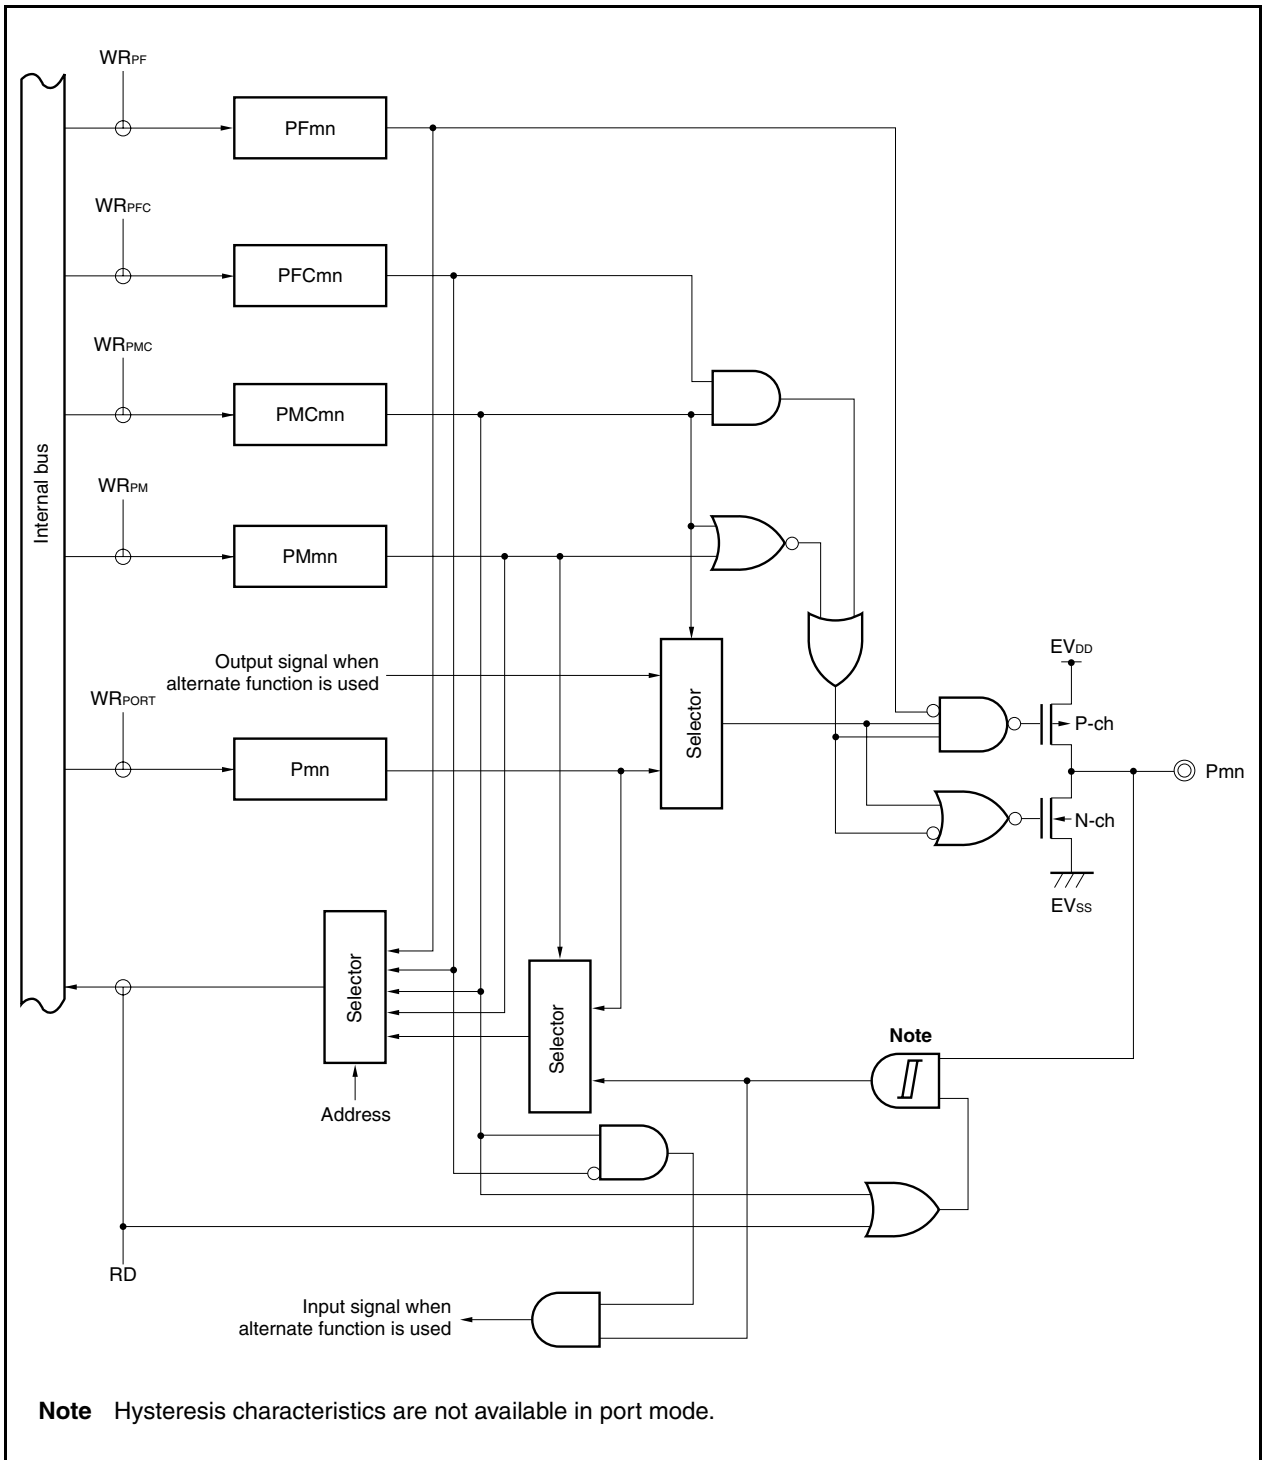 WRPF
PFmn
WRPFC
PFCmn
WRPMC
PMCmn
Internal bus
WRPM
PMmn
Output signal when
alternate function is used
EVDD
WRPORT
Selector
P-ch
Pmn
Pmn
N-ch
EVSS
Selector
Selector
Note
Address
RD
Input signal when
alternate function is used
Note Hysteresis characteristics are not available in port mode.